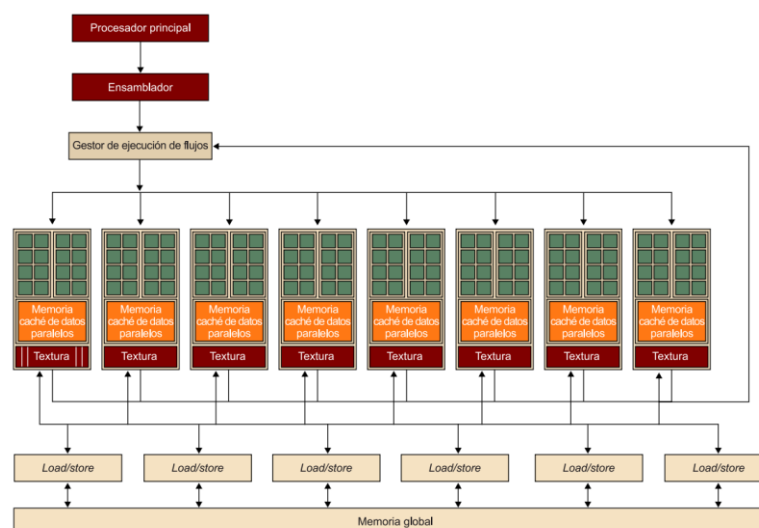 Procesador principal
Ensamblador
Gestor de ejecución de flujos
Memoria caché de datos paralelos
Memoria caché de datos paralelos
Memoria caché de datos paralelos
Memoria caché de datos paralelos
Memoria caché de datos paralelos
Memoria caché de datos paralelos
Memoria caché de datos paralelos
Memoria caché de datos paralelos
Textura
Textura
Textura
Textura
Textura
Textura
Textura
Textura
Load/store
Load/store
Load/store
Load/store
Load/store
Load/store
Memoria global